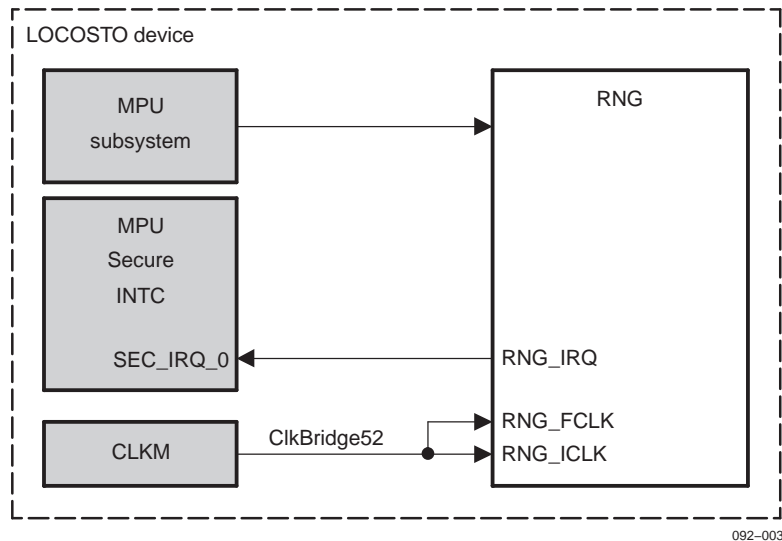 LOCOSTO device
MPU
subsystem
RNG
MPU
Secure
INTC
SEC_IRQ_0
RNG_IRQ
CLKM
ClkBridge52
RNG_FCLK
RNG_ICLK
092–003